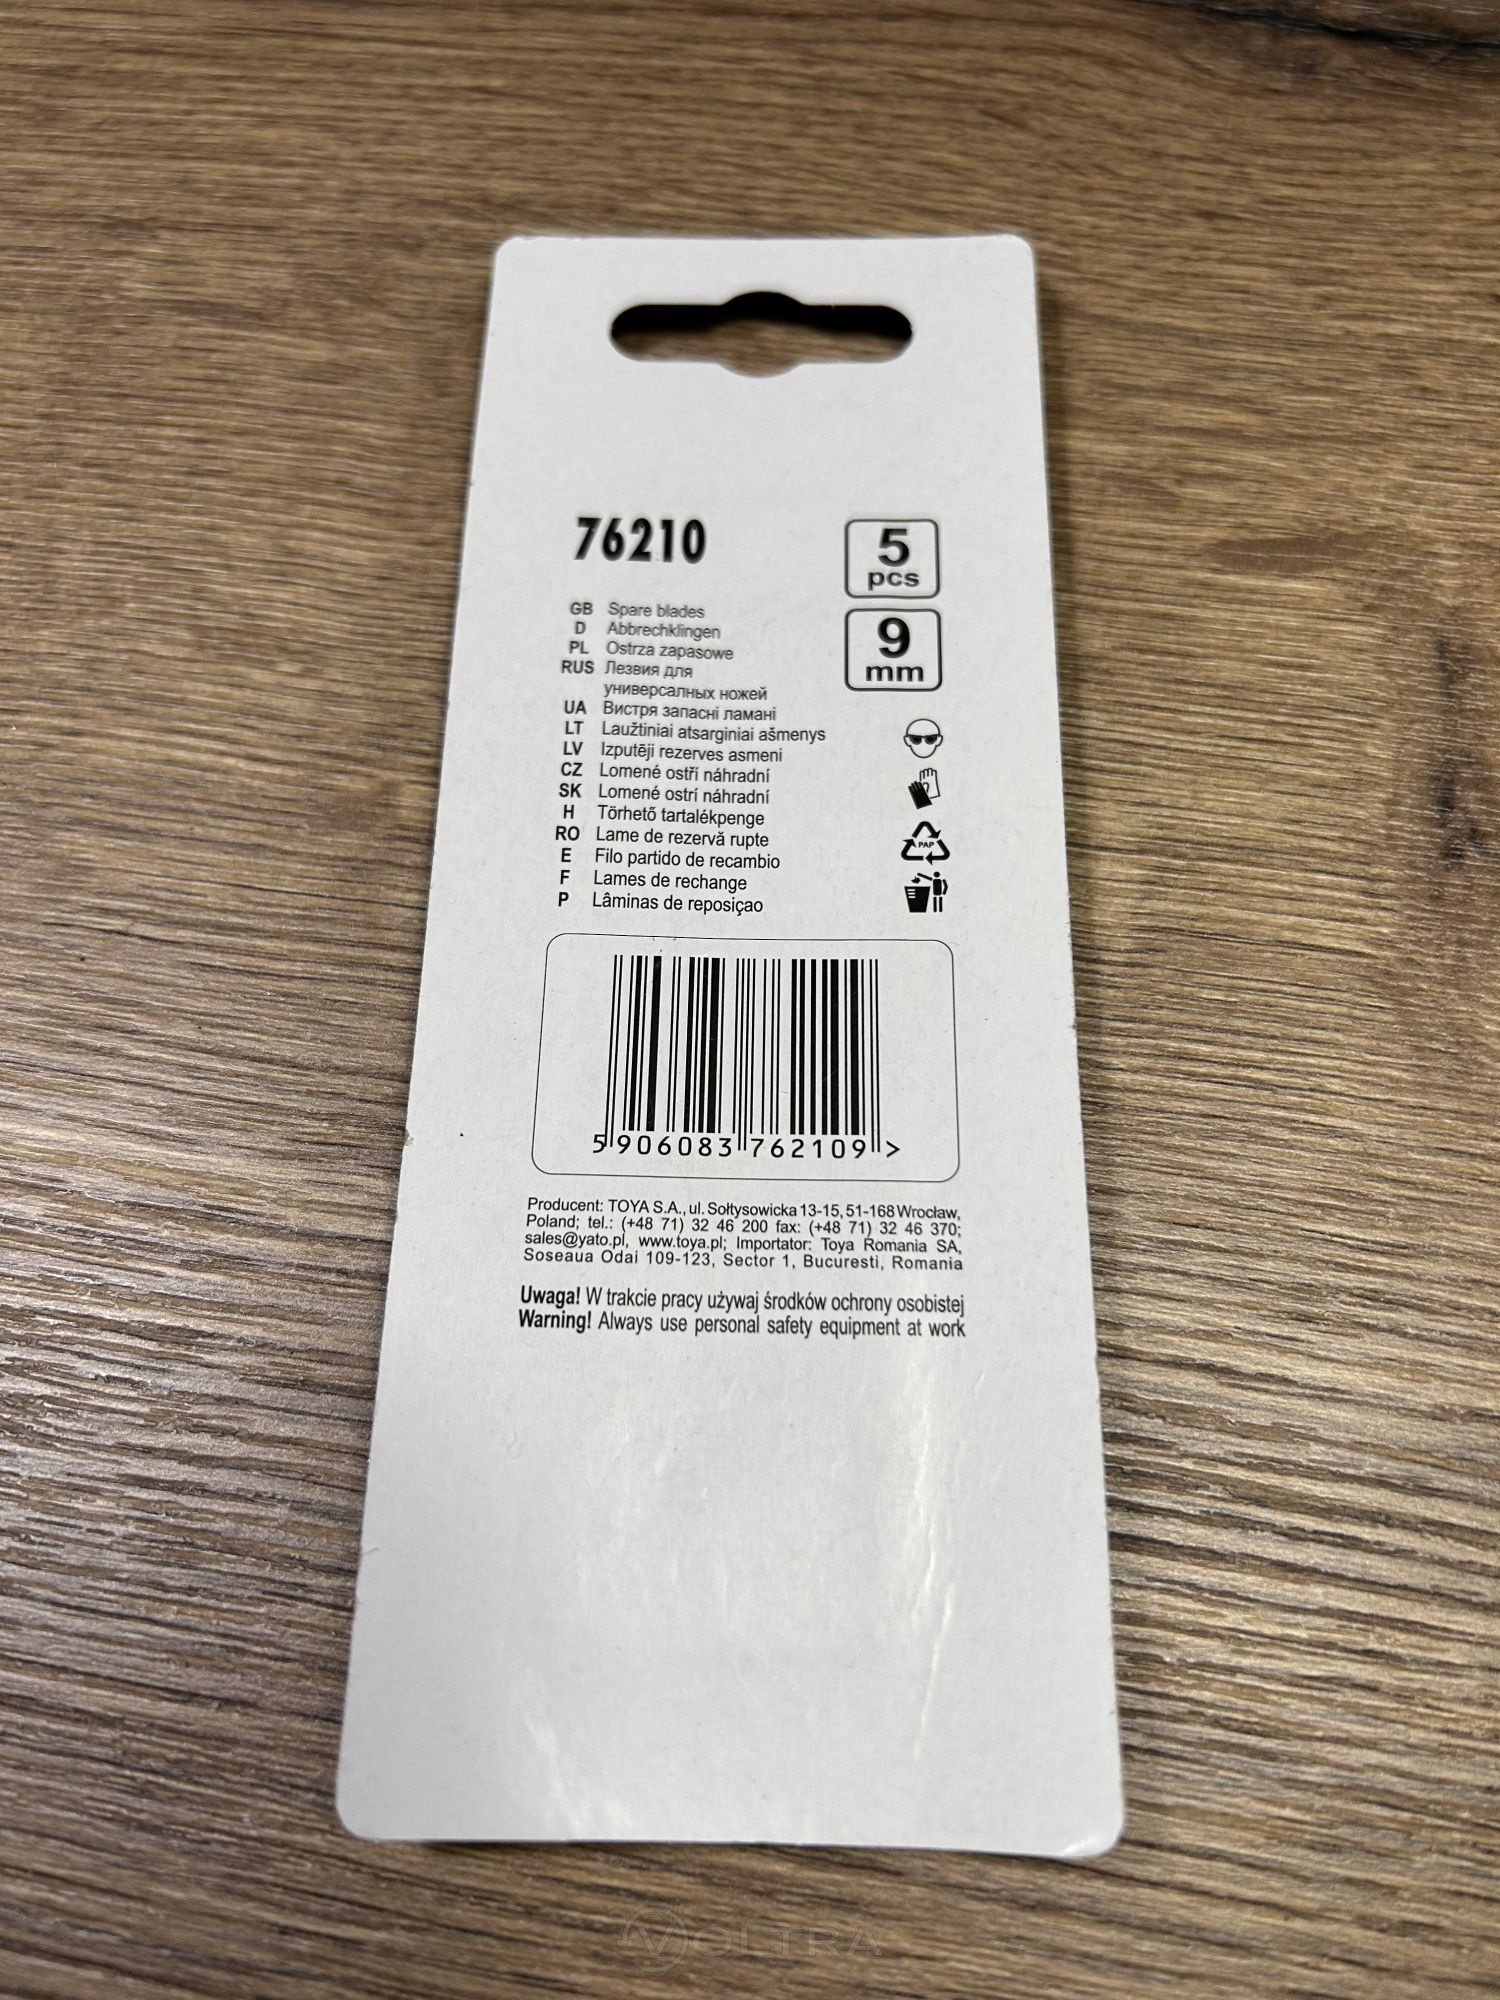 76210
5
pcs
9
mm
GB Spare blades
D Abbrechklingen
PL Ostrza zapasowe
RUS Лезвия для
универсалных ножей
UA Вистря запасні ламані
LT Laužtiniai atsarginiai ašmenys
LV Izputēji rezerves asmeni
CZ Lomené ostří náhradní
SK Lomené ostrí náhradní
H Törhető tartalékpenge
RO Lame de rezervă rupte
E Filo partido de recambio
F Lames de rechange
P Lâminas de reposiçao
PAP
5 906083 762109 >
Producent: TOYA S.A., ul. Sołtysowicka 13-15, 51-168 Wrocław,
Poland; tel.: (+48 71) 32 46 200 fax: (+48 71) 32 46 370;
sales@yato.pl, www.toya.pl; Importator: Toya Romania SA,
Soseaua Odai 109-123, Sector 1, Bucuresti, Romania
Uwaga! W trakcie pracy używaj środków ochrony osobistej
Warning! Always use personal safety equipment at work
VOLTRA